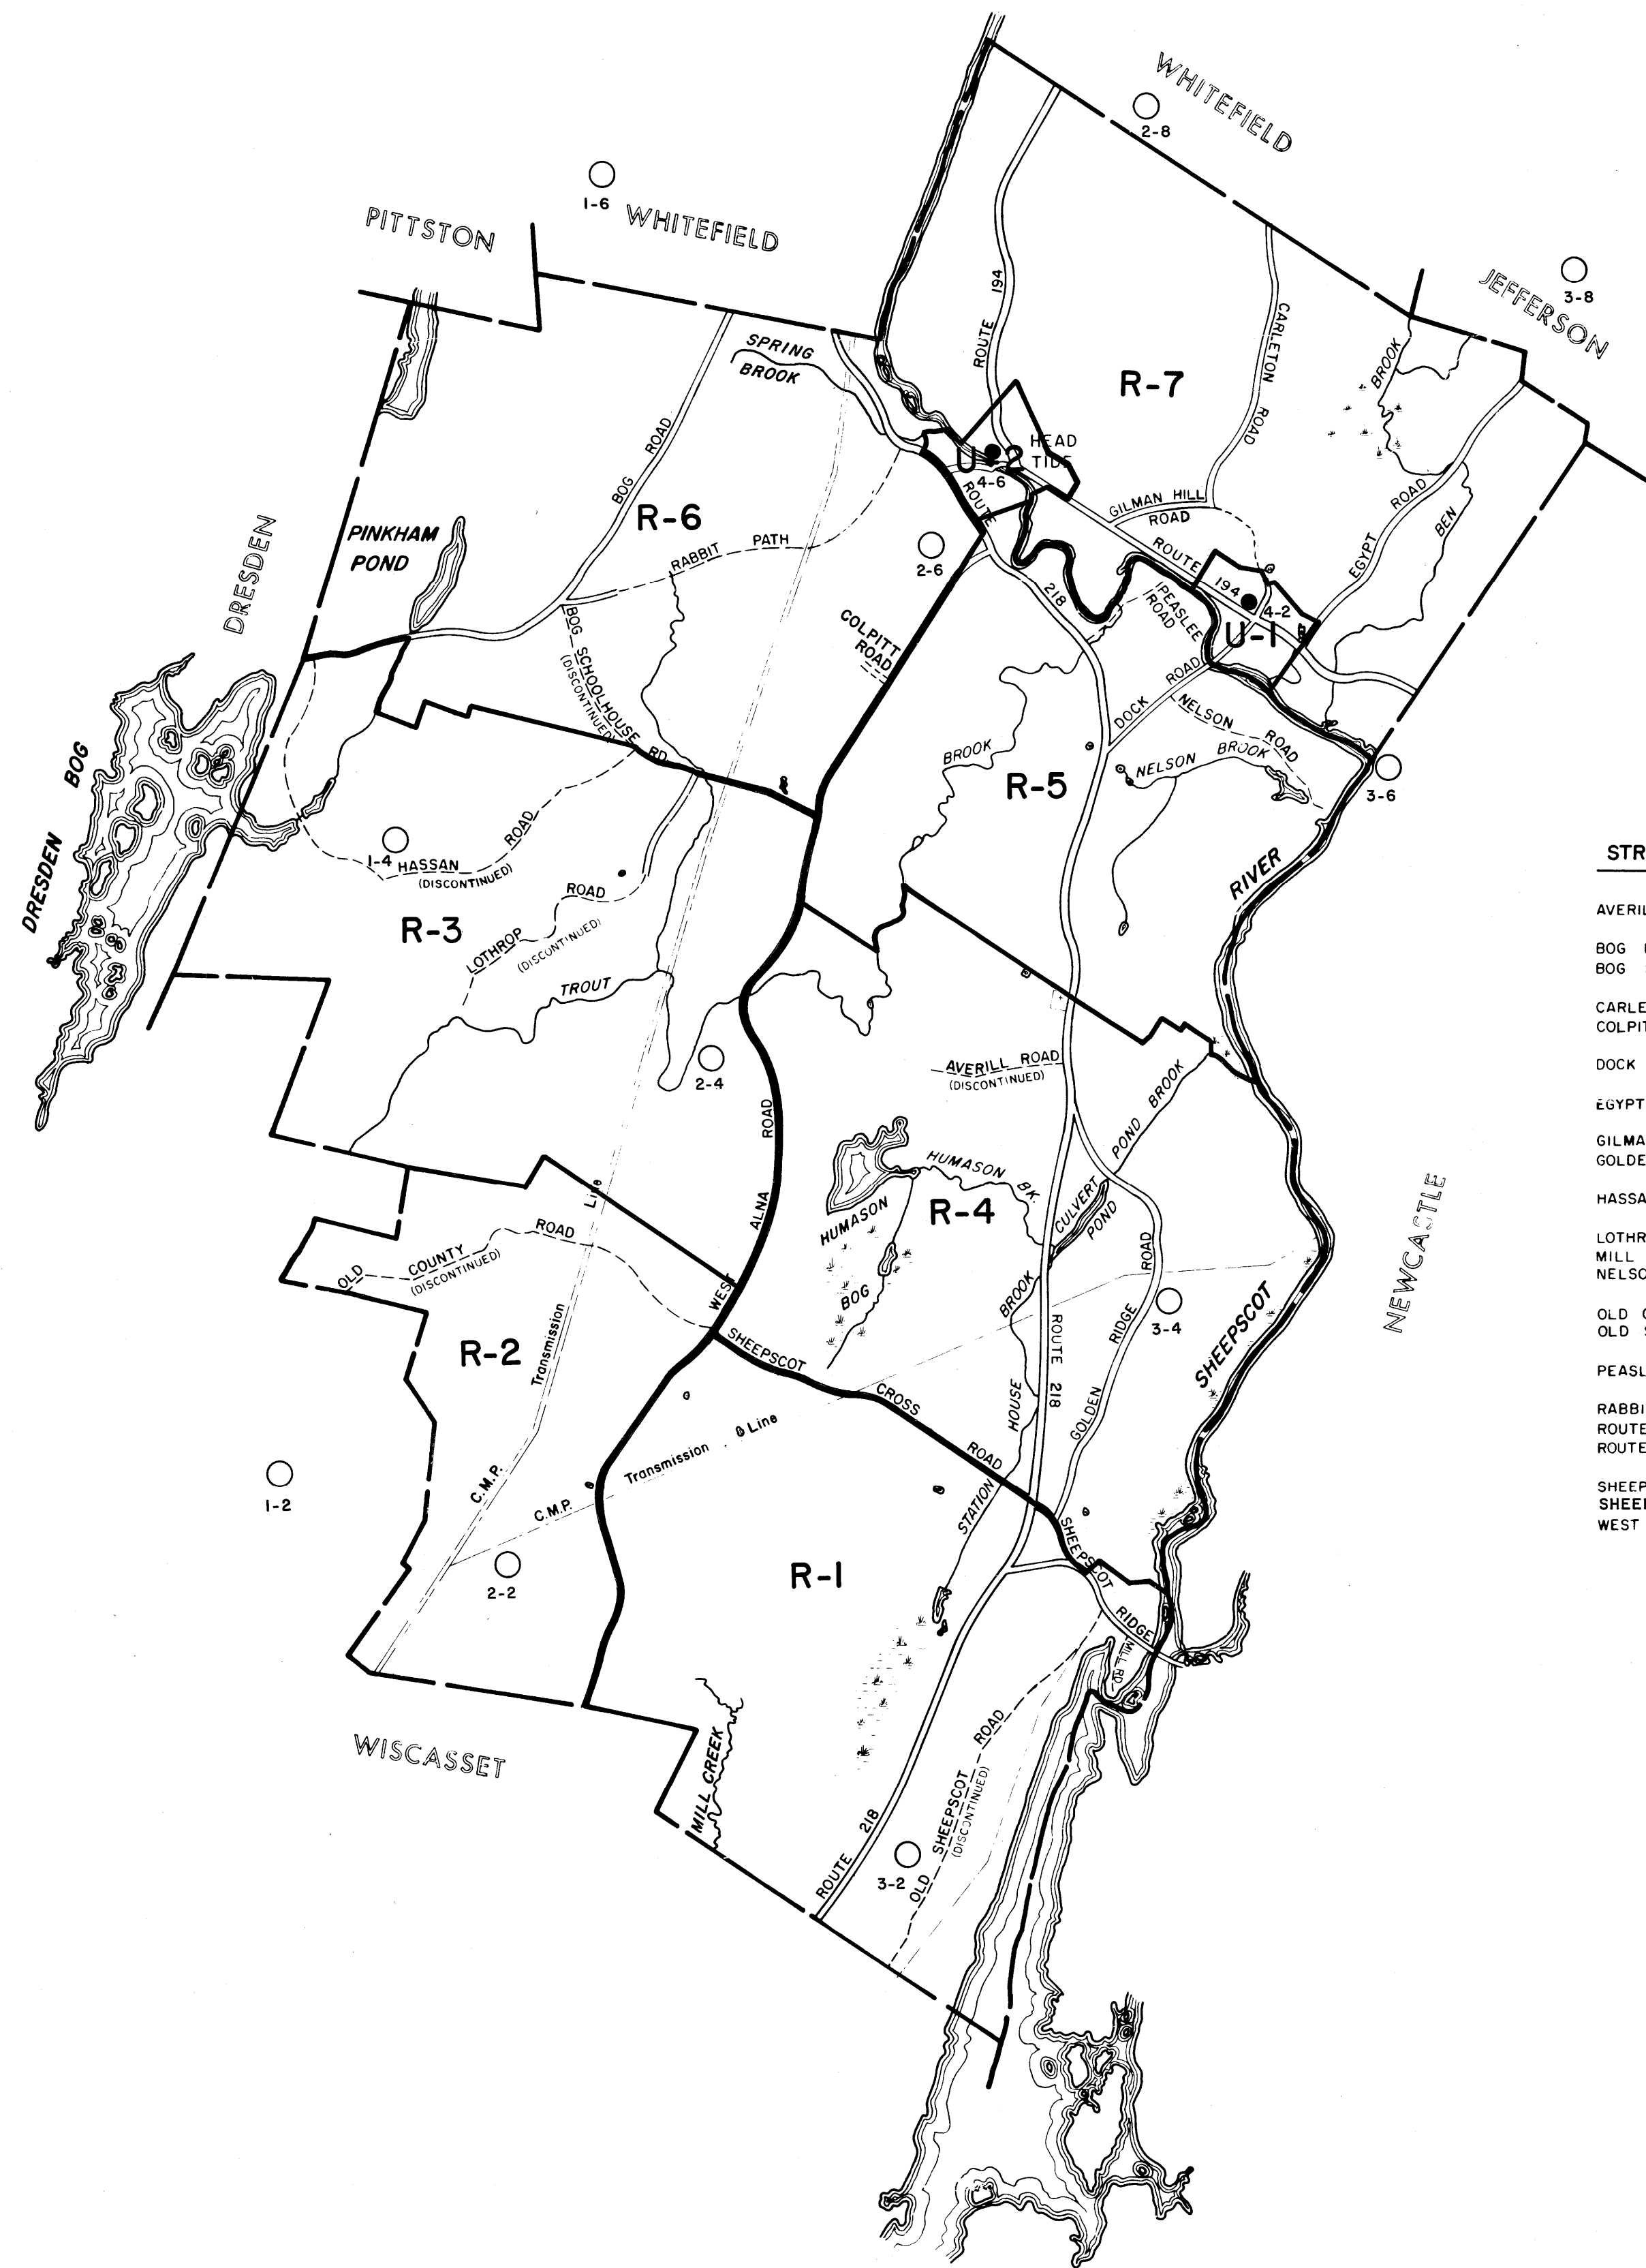 WHITEFIELD
2-8
1-6
WHITEFIELD
PITTSTON
JEFFERSON
3-8
SPRING
BROOK
ROUTE 194
CARLETON ROAD
BROOK
R-7
HEAD
TIDE
U-2
4-6
ROUTE
BOG ROAD
R-6
GILMAN HILL
ROAD
EGYPT ROAD
BEN
PINKHAM
POND
RABBIT PATH
2-6
ROUTE
194
4-2
U-1
218
PEASLEE
ROAD
DRESDEN
BOG SCHOOLHOUSE RD.
(DISCONTINUED)
COLPITT
ROAD
DOCK ROAD
NELSON ROAD
NELSON BROOK
BROOK
R-5
3-6
DRESDEN BOG
1-4
HASSAN ROAD
(DISCONTINUED)
RIVER
R-3
LOTHROP ROAD
(DISCONTINUED)
TROUT
2-4
AVERILL ROAD
(DISCONTINUED)
POND BROOK
WEST ALNA ROAD
HUMASON BK.
R-4
HUMASON
BOG
CULVERT
POND
NEWCASTLE
OLD COUNTY ROAD
(DISCONTINUED)
Line
Transmission
C.M.P.
R-2
SHEEPSCOT CROSS ROAD
BROOK
HOUSE
STATION
ROUTE 218
GOLDEN RIDGE ROAD
3-4
SHEEPSCOT
C.M.P. Transmission Line
1-2
2-2
R-1
SHEEPSCOT
RIDGE
MILL RD.
WISCASSET
MILL CREEK
ROUTE 218
OLD SHEEPSCOT ROAD
(DISCONTINUED)
3-2
STR
AVERIL
BOG
BOG
CARLE
COLPIT
DOCK
EGYPT
GILMA
GOLDE
HASSA
LOTHR
MILL
NELSO
OLD
OLD
PEASL
RABBI
ROUTE
ROUTE
SHEEP
SHEE
WEST